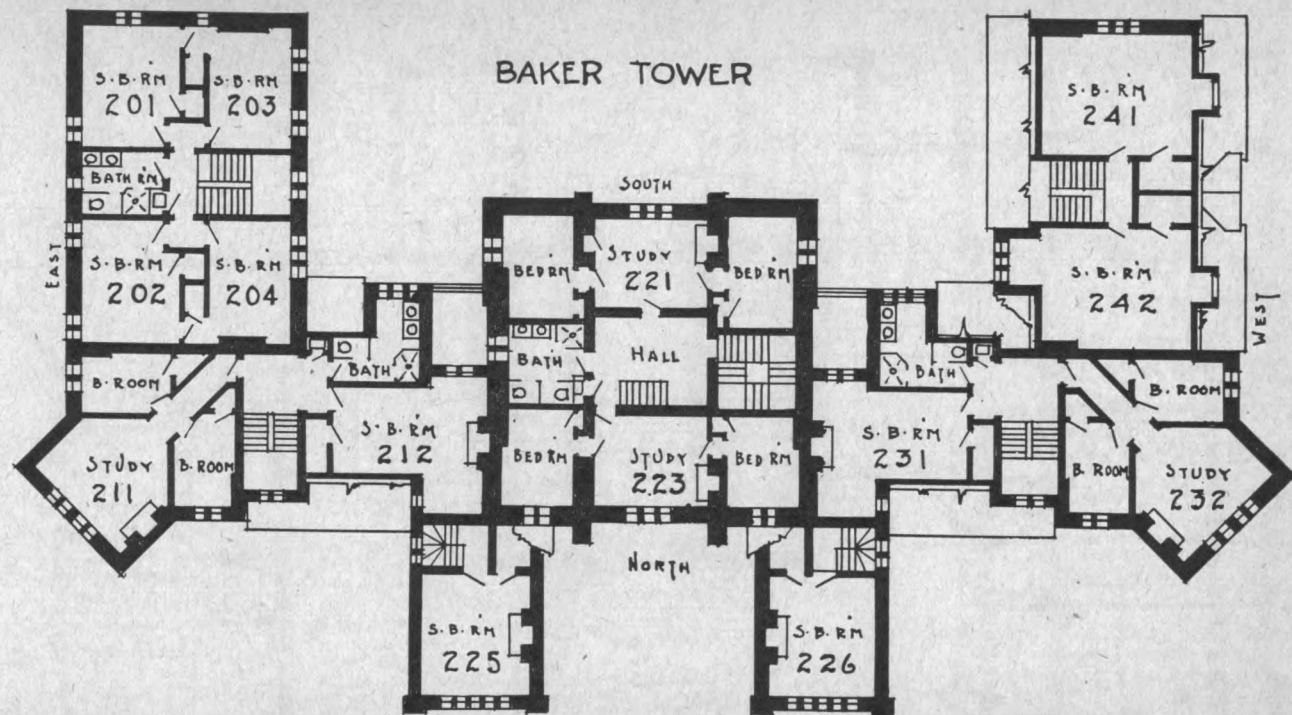 BAKER TOWER
SOUTH
EAST
WEST
NORTH
S.B.RM
201
S.B.RM
203
BATH RM
S.B.RM
202
S.B.RM
204
B.ROOM
STUDY
211
B.ROOM
BATH
S.B.RM
212
BED RM
STUDY
221
BED RM
BATH
HALL
BED RM
STUDY
223
BED RM
S.B.RM
225
S.B.RM
226
BATH
S.B.RM
231
S.B.RM
241
S.B.RM
242
B.ROOM
B.ROOM
STUDY
232